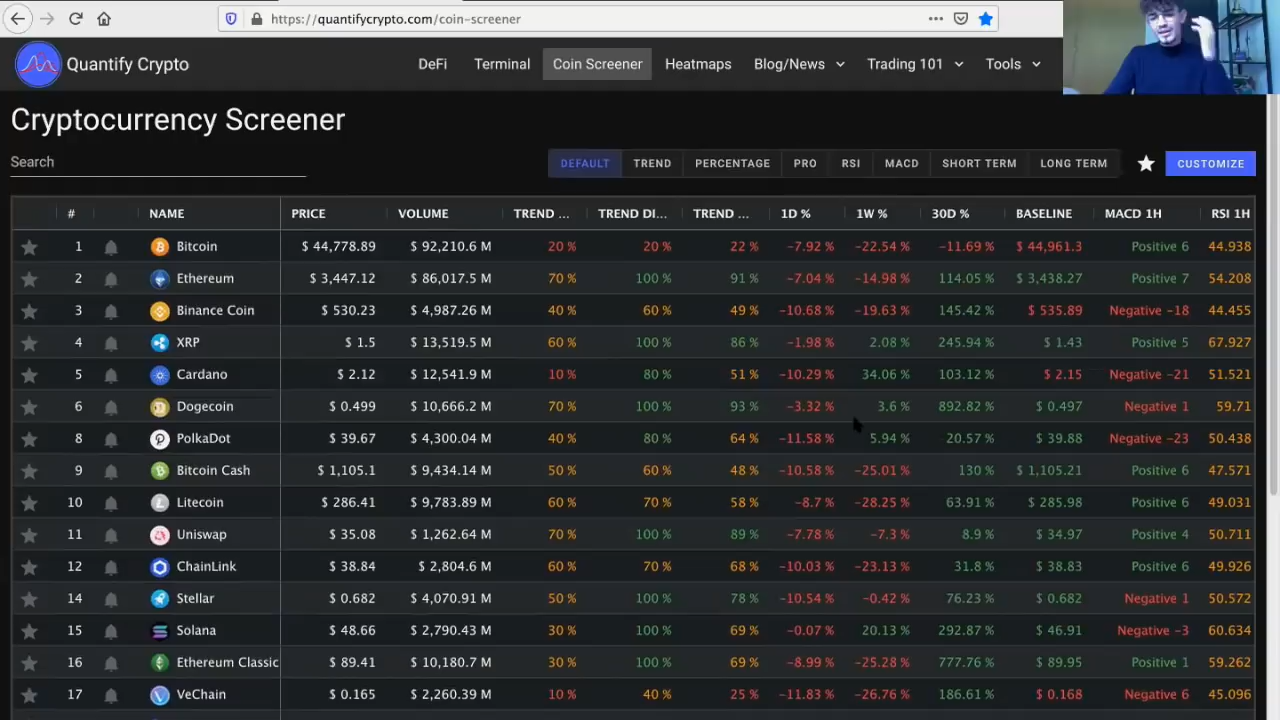 https://quantifycrypto.com/coin-screener
Quantify Crypto DeFi Terminal Coin Screener Heatmaps Blog/News Trading 101 Tools
Cryptocurrency Screener
Search DEFAULT TREND PERCENTAGE PRO RSI MACD SHORT TERM LONG TERM CUSTOMIZE
# NAME PRICE VOLUME TREND ... TREND DI... TREND ... 1D % 1W % 30D % BASELINE MACD 1H RSI 1H
1 Bitcoin $ 44,778.89 $ 92,210.6 M 20 % 20 % 22 % -7.92 % -22.54 % -11.69 % $ 44,961.3 Positive 6 44.938
2 Ethereum $ 3,447.12 $ 86,017.5 M 70 % 100 % 91 % -7.04 % -14.98 % 114.05 % $ 3,438.27 Positive 7 54.208
3 Binance Coin $ 530.23 $ 4,987.26 M 40 % 60 % 49 % -10.68 % -19.63 % 145.42 % $ 535.89 Negative -18 44.455
4 XRP $ 1.5 $ 13,519.5 M 60 % 100 % 86 % -1.98 % 2.08 % 245.94 % $ 1.43 Positive 5 67.927
5 Cardano $ 2.12 $ 12,541.9 M 10 % 80 % 51 % -10.29 % 34.06 % 103.12 % $ 2.15 Negative -21 51.521
6 Dogecoin $ 0.499 $ 10,666.2 M 70 % 100 % 93 % -3.32 % 3.6 % 892.82 % $ 0.497 Negative 1 59.71
8 PolkaDot $ 39.67 $ 4,300.04 M 40 % 80 % 64 % -11.58 % 5.94 % 20.57 % $ 39.88 Negative -23 50.438
9 Bitcoin Cash $ 1,105.1 $ 9,434.14 M 50 % 60 % 48 % -10.58 % -25.01 % 130 % $ 1,105.21 Positive 6 47.571
10 Litecoin $ 286.41 $ 9,783.89 M 60 % 70 % 58 % -8.7 % -28.25 % 63.91 % $ 285.98 Positive 6 49.031
11 Uniswap $ 35.08 $ 1,262.64 M 70 % 100 % 89 % -7.78 % -7.3 % 8.9 % $ 34.97 Positive 4 50.711
12 ChainLink $ 38.84 $ 2,804.6 M 60 % 70 % 68 % -10.03 % -23.13 % 31.8 % $ 38.83 Positive 6 49.926
14 Stellar $ 0.682 $ 4,070.91 M 50 % 100 % 78 % -10.54 % -0.42 % 76.23 % $ 0.682 Negative 1 50.572
15 Solana $ 48.66 $ 2,790.43 M 30 % 100 % 69 % -0.07 % 20.13 % 292.87 % $ 46.91 Negative -3 60.634
16 Ethereum Classic $ 89.41 $ 10,180.7 M 30 % 100 % 69 % -8.99 % -25.28 % 777.76 % $ 89.95 Positive 1 59.262
17 VeChain $ 0.165 $ 2,260.39 M 10 % 40 % 25 % -11.83 % -26.76 % 186.61 % $ 0.168 Negative 6 45.096